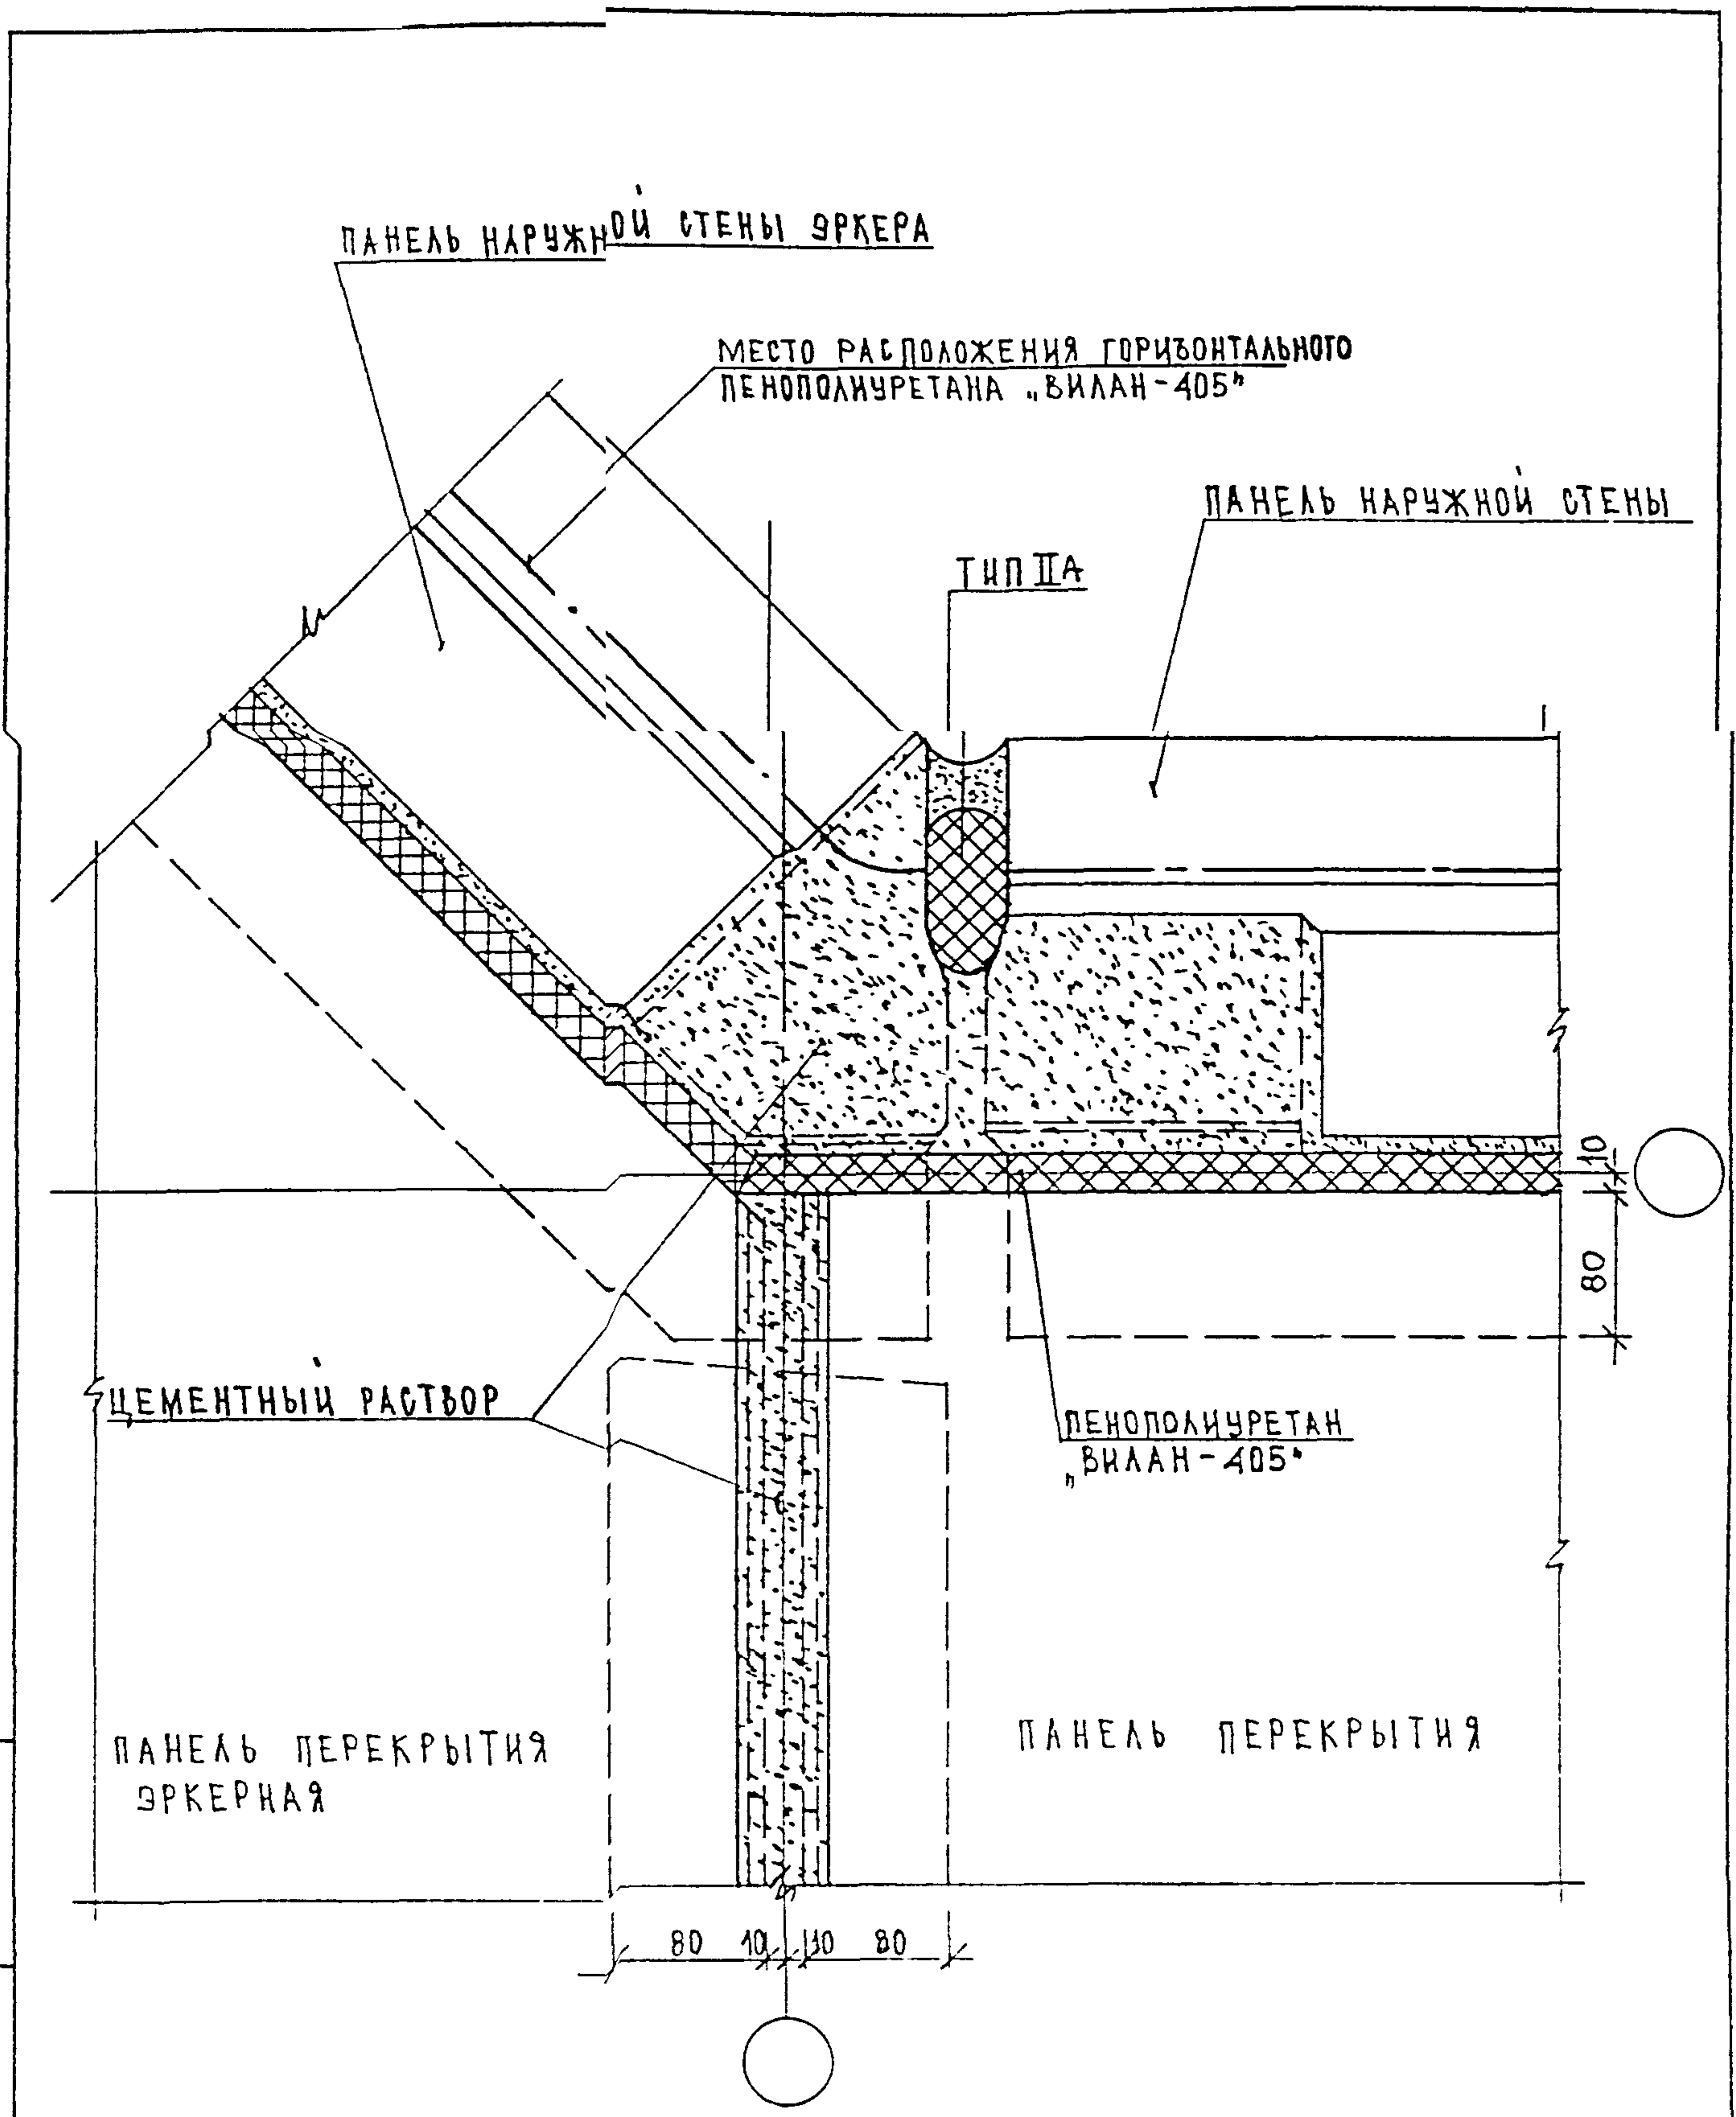 ПАНЕЛЬ НАРУЖНОЙ СТЕНЫ ЭРКЕРА
МЕСТО РАСПОЛОЖЕНИЯ ГОРИЗОНТАЛЬНОГО
ПЕНОПОЛИУРЕТАНА „ВИЛАН-405"
ПАНЕЛЬ НАРУЖНОЙ СТЕНЫ
ТИП IIА
10
80
ЦЕМЕНТНЫЙ РАСТВОР
ПЕНОПОЛИУРЕТАН
„ВИЛАН-405"
ПАНЕЛЬ ПЕРЕКРЫТИЯ
ЭРКЕРНАЯ
ПАНЕЛЬ ПЕРЕКРЫТИЯ
80 10 10 80